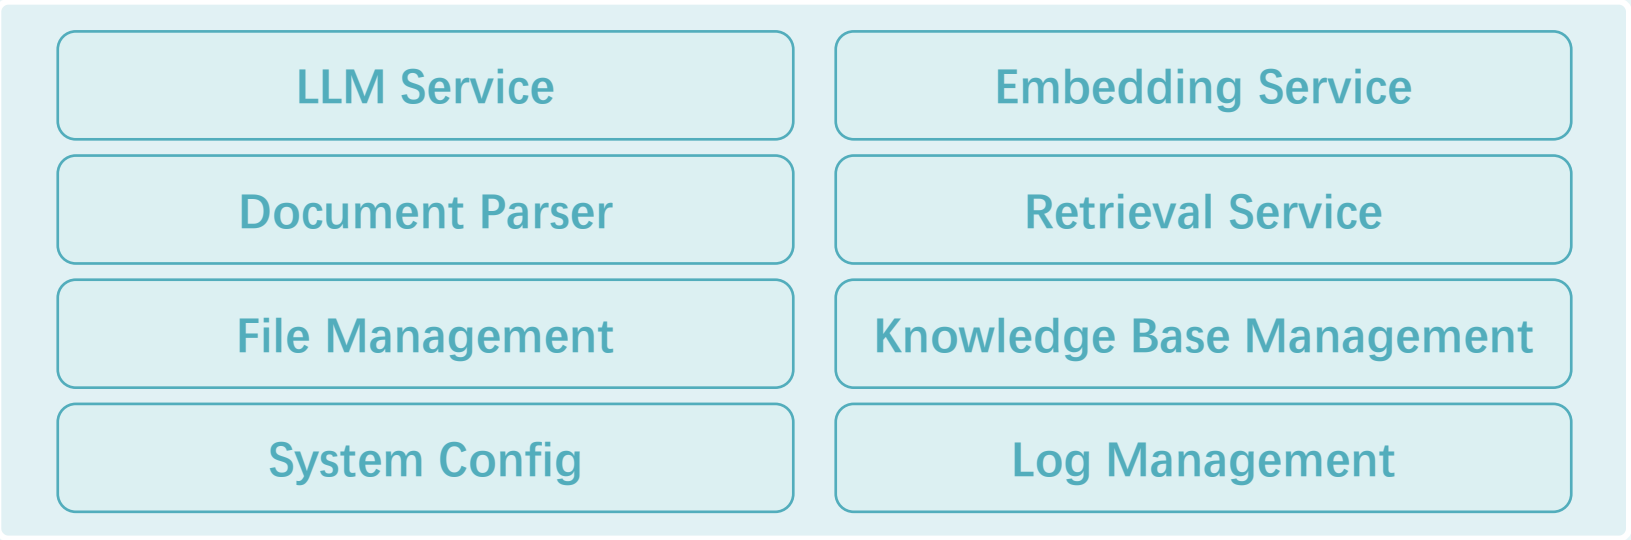 LLM Service
Embedding Service
Document Parser
Retrieval Service
File Management
Knowledge Base Management
System Config
Log Management